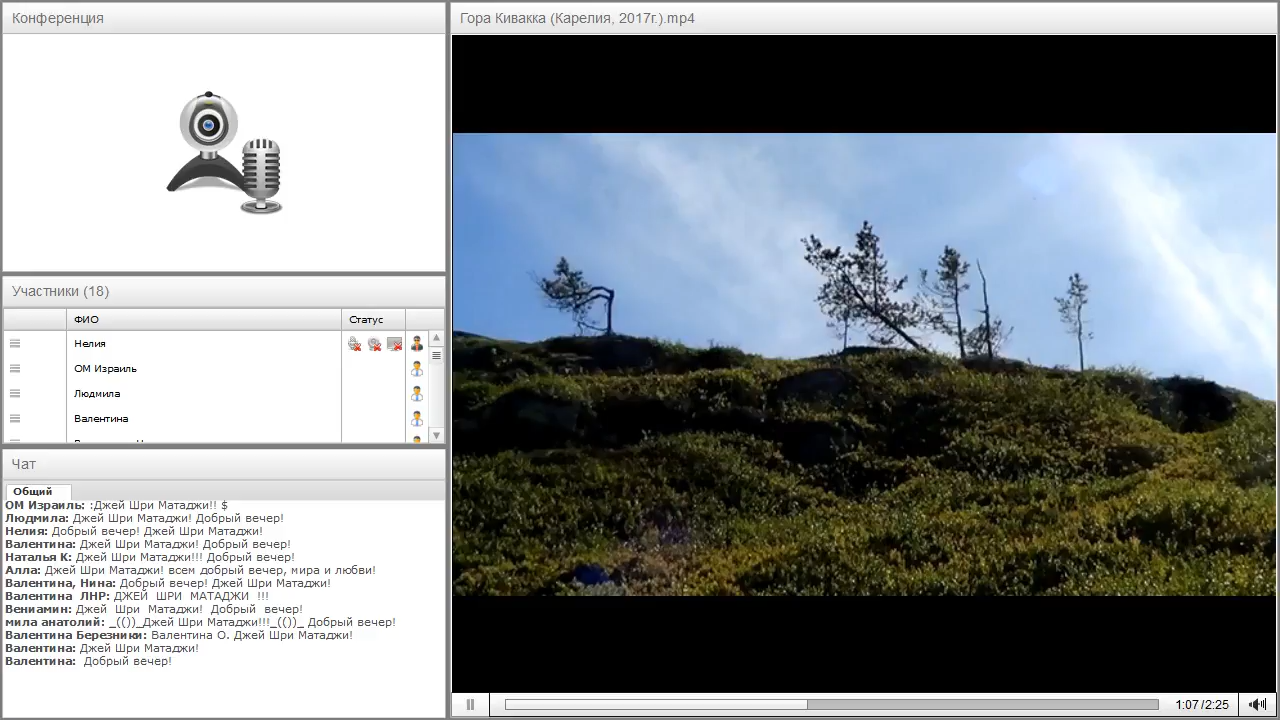 Конференция
Гора Кивакка (Карелия, 2017г.).mp4
Участники (18)
ФИО
Статус
Нелия
ОМ Израиль
Людмила
Валентина
Чат
Общий
ОМ Израиль: :Джей Шри Матаджи!! $
Людмила: Джей Шри Матаджи! Добрый вечер!
Нелия: Добрый вечер! Джей Шри Матаджи!
Валентина: Джей Шри Матаджи! Добрый вечер!
Наталья К: Джей Шри Матаджи!!! Добрый вечер!
Алла: Джей Шри Матаджи! всем добрый вечер, мира и любви!
Валентина, Нина: Добрый вечер! Джей Шри Матаджи!
Валентина ЛНР: ДЖЕЙ ШРИ МАТАДЖИ !!!
Вениамин: Джей Шри Матаджи! Добрый вечер!
мила анатолий: _(())_Джей Шри Матаджи!!!_(())_ Добрый вечер!
Валентина Березники: Валентина О. Джей Шри Матаджи!
Валентина: Джей Шри Матаджи!
Валентина: Добрый вечер!
1:07 /2:25